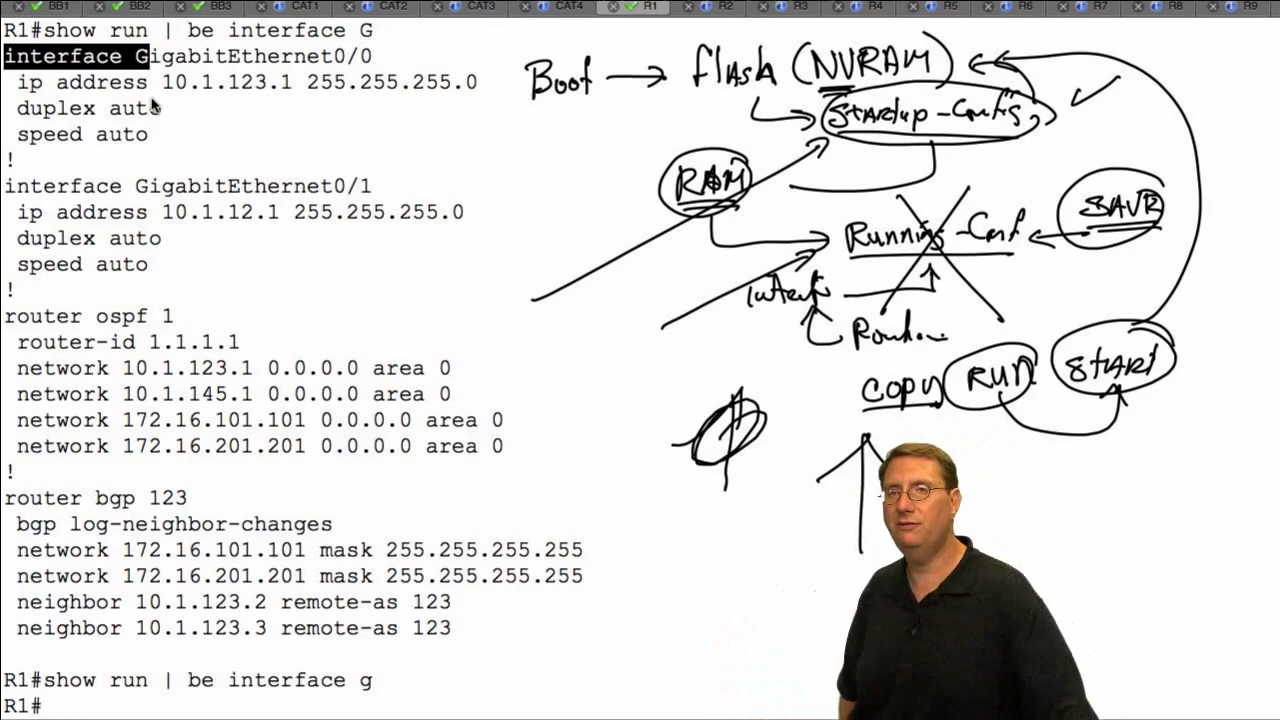 BB1 BB2 BB3 CAT1 CAT2 CAT3 CAT4 R1 R2 R3 R4 R5 R6 R7 R8 R9
R1#show run | be interface G
interface GigabitEthernet0/0
ip address 10.1.123.1 255.255.255.0
duplex auto
speed auto
!
interface GigabitEthernet0/1
ip address 10.1.12.1 255.255.255.0
duplex auto
speed auto
!
router ospf 1
router-id 1.1.1.1
network 10.1.123.1 0.0.0.0 area 0
network 10.1.145.1 0.0.0.0 area 0
network 172.16.101.101 0.0.0.0 area 0
network 172.16.201.201 0.0.0.0 area 0
!
router bgp 123
bgp log-neighbor-changes
network 172.16.101.101 mask 255.255.255.255
network 172.16.201.201 mask 255.255.255.255
neighbor 10.1.123.2 remote-as 123
neighbor 10.1.123.3 remote-as 123
R1#show run | be interface g
R1#
Boot → flash (NVRAM)
Startup-Config
RAM
Running-Conf
SAVE
copy RUN START